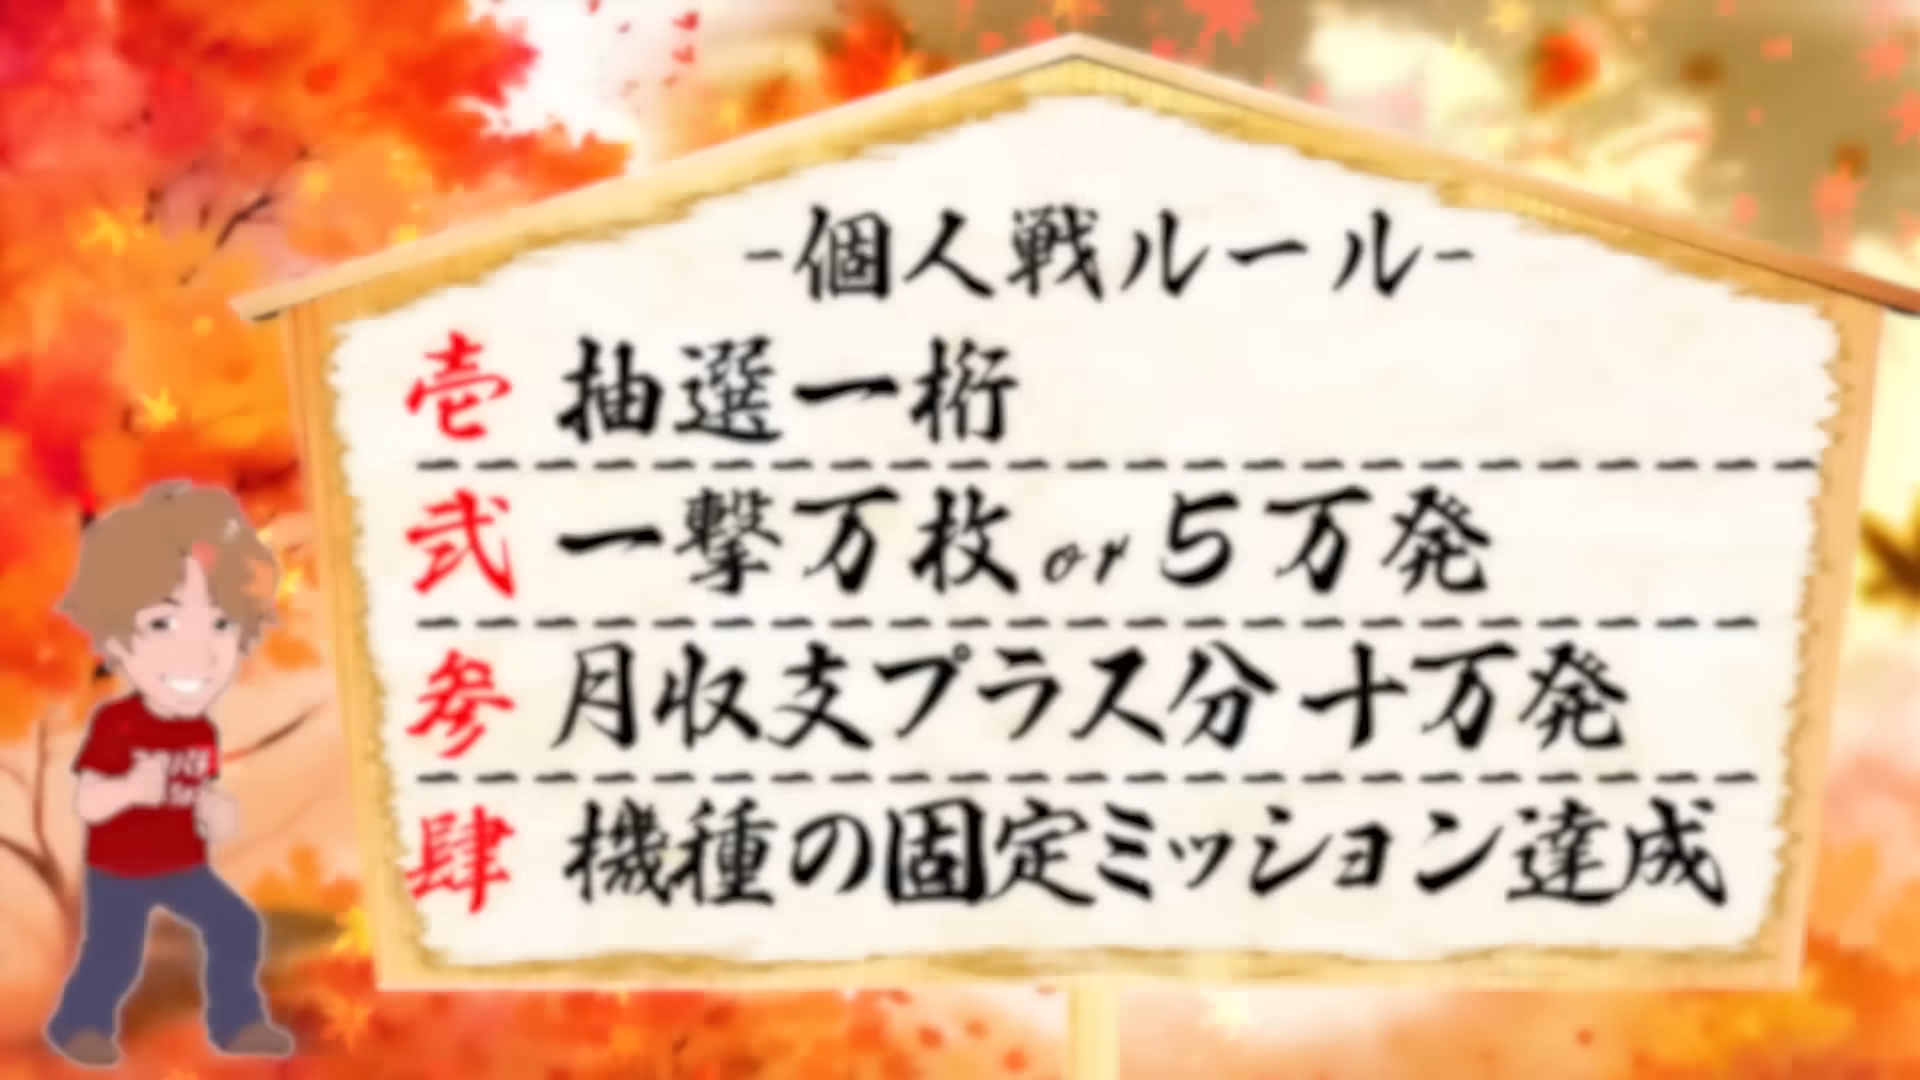 -個人戦ルール-
壱 抽選一桁
弐 一撃万枚or5万発
参 月収支プラス分十万発
肆 機種の固定ミッション達成